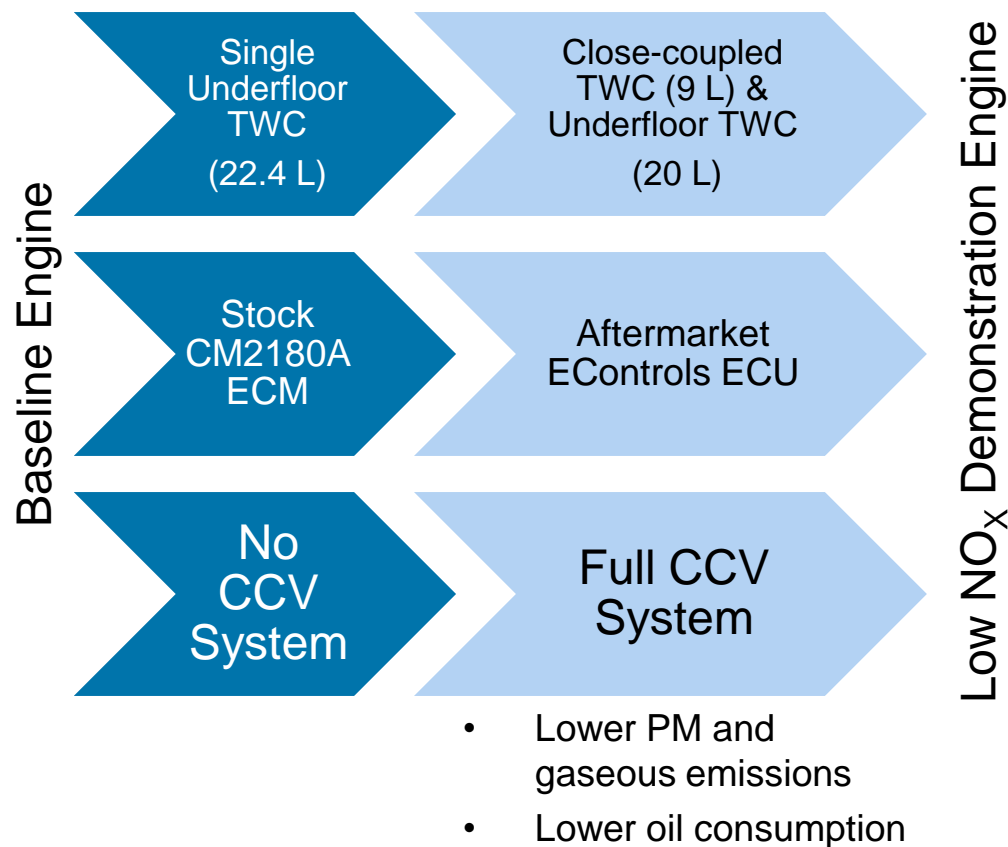 Baseline Engine
Single
Underfloor
TWC
(22.4 L)
Close-coupled
TWC (9 L) &
Underfloor TWC
(20 L)
Stock
CM2180A
ECM
Aftermarket
EControls ECU
No
CCV
System
Full CCV
System
• Lower PM and
gaseous emissions
• Lower oil consumption
Low NOX Demonstration Engine